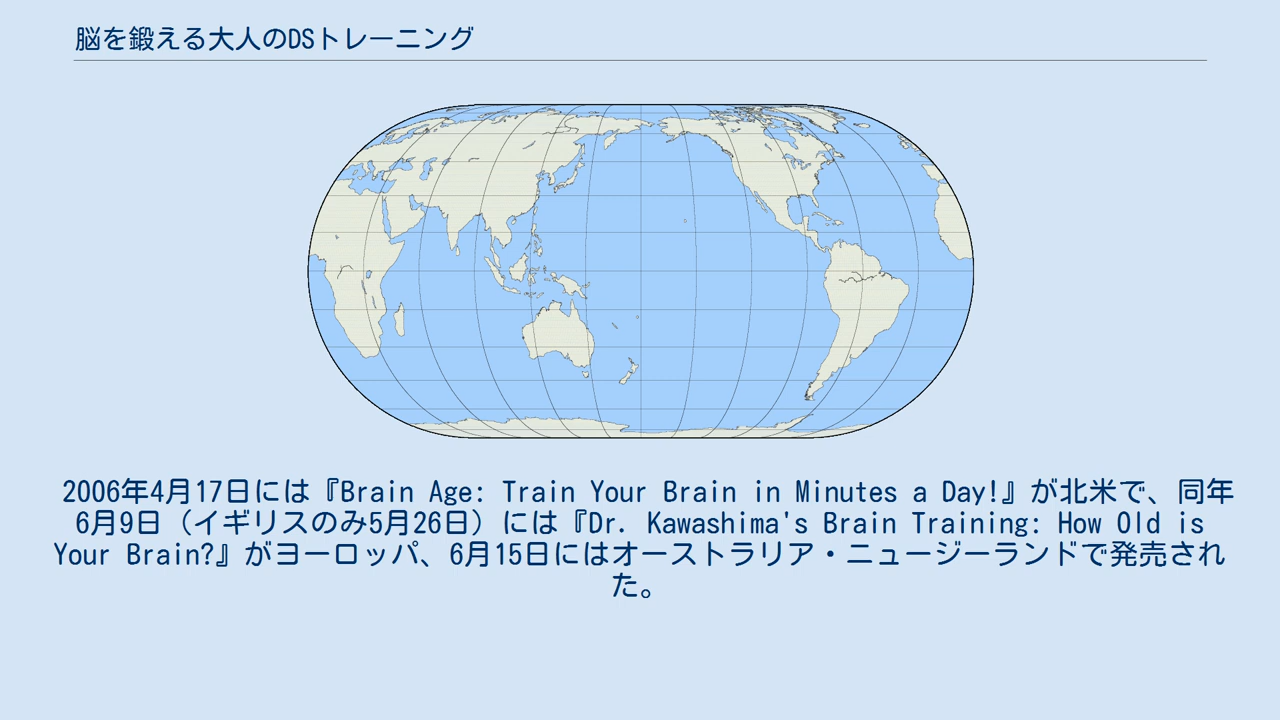 脳を鍛える大人のDSトレーニング
2006年4月17日には『Brain Age: Train Your Brain in Minutes a Day!』が北米で、同年
6月9日（イギリスのみ5月26日）には『Dr. Kawashima's Brain Training: How Old is
Your Brain?』がヨーロッパ、6月15日にはオーストラリア・ニュージーランドで発売され
た。